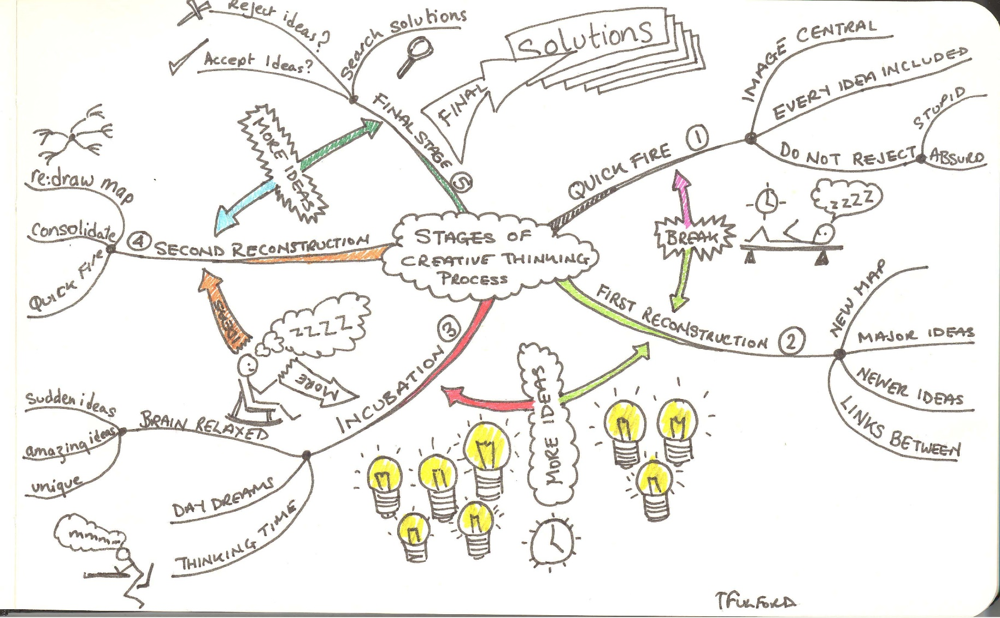 STAGES OF
CREATIVE THINKING
PROCESS
QUICK FIRE 1
IMAGE CENTRAL
EVERY IDEA INCLUDED
DO NOT REJECT
STUPID
ABSURD
BREAK
zzzz
FIRST RECONSTRUCTION 2
NEW MAP
MAJOR IDEAS
NEWER IDEAS
LINKS BETWEEN
MORE IDEAS
INCUBATION 3
BRAIN RELAXED
Sudden ideas
amazing ideas
unique
DAY DREAMS
THINKING TIME
mmmm
zzzz
MORE
IDEAS
4 SECOND RECONSTRUCTION
re:draw map
Consolidate
QUICK FIRE
MORE IDEAS
FINAL STAGE 5
Reject ideas?
Accept Ideas?
Search Solutions
FINAL
Solutions
TFULFORD